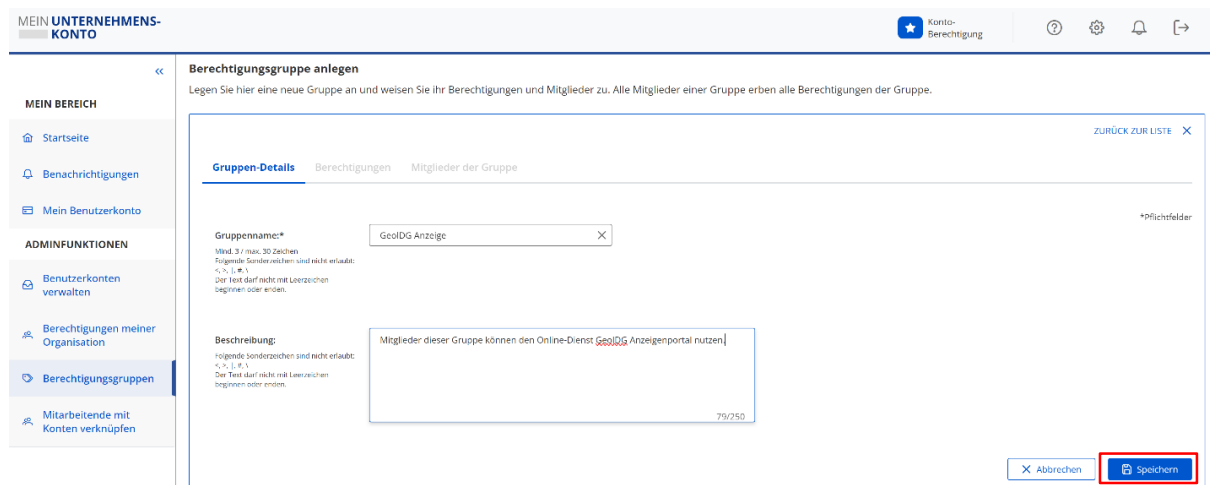 MEIN UNTERNEHMENS-
KONTO
Konto-
Berechtigung
«
MEIN BEREICH
Startseite
Benachrichtigungen
Mein Benutzerkonto
ADMINFUNKTIONEN
Benutzerkonten
verwalten
Berechtigungen meiner
Organisation
Berechtigungsgruppen
Mitarbeitende mit
Konten verknüpfen
Berechtigungsgruppe anlegen
Legen Sie hier eine neue Gruppe an und weisen Sie ihr Berechtigungen und Mitglieder zu. Alle Mitglieder einer Gruppe erben alle Berechtigungen der Gruppe.
ZURÜCK ZUR LISTE
Gruppen-Details Berechtigungen Mitglieder der Gruppe
*Pflichtfelder
Gruppenname:*
GeoIDG Anzeige
Mind. 3 / max. 30 Zeichen
Folgende Sonderzeichen sind nicht erlaubt:
<, >, |, #, \
Der Text darf nicht mit Leerzeichen
beginnen oder enden.
Beschreibung:
Mitglieder dieser Gruppe können den Online-Dienst GeoIDG Anzeigenportal nutzen.
Folgende Sonderzeichen sind nicht erlaubt:
<, >, |, #, \
Der Text darf nicht mit Leerzeichen
beginnen oder enden.
79/250
Abbrechen
Speichern